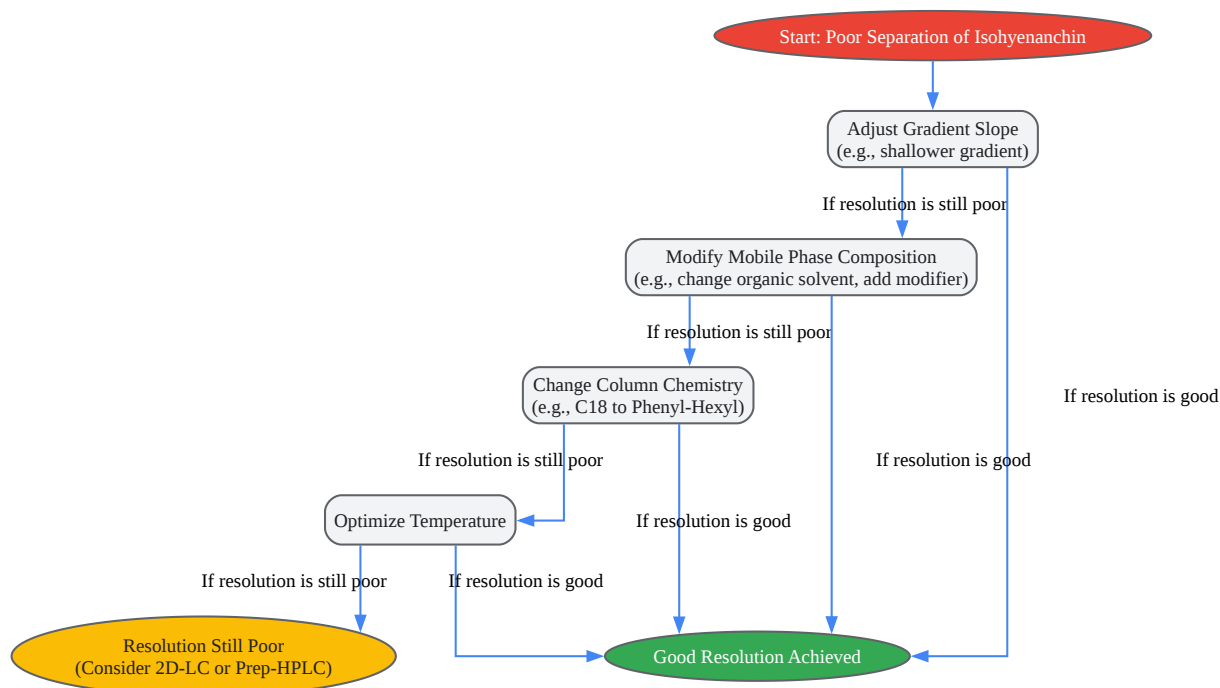 Start: Poor Separation of Isohyenanchin
Adjust Gradient Slope
(e.g., shallower gradient)
If resolution is still poor
Modify Mobile Phase Composition
(e.g., change organic solvent, add modifier)
If resolution is still poor
Change Column Chemistry
(e.g., C18 to Phenyl-Hexyl)
If resolution is good
If resolution is still poor
If resolution is good
Optimize Temperature
If resolution is good
If resolution is still poor
If resolution is good
Resolution Still Poor
(Consider 2D-LC or Prep-HPLC)
Good Resolution Achieved